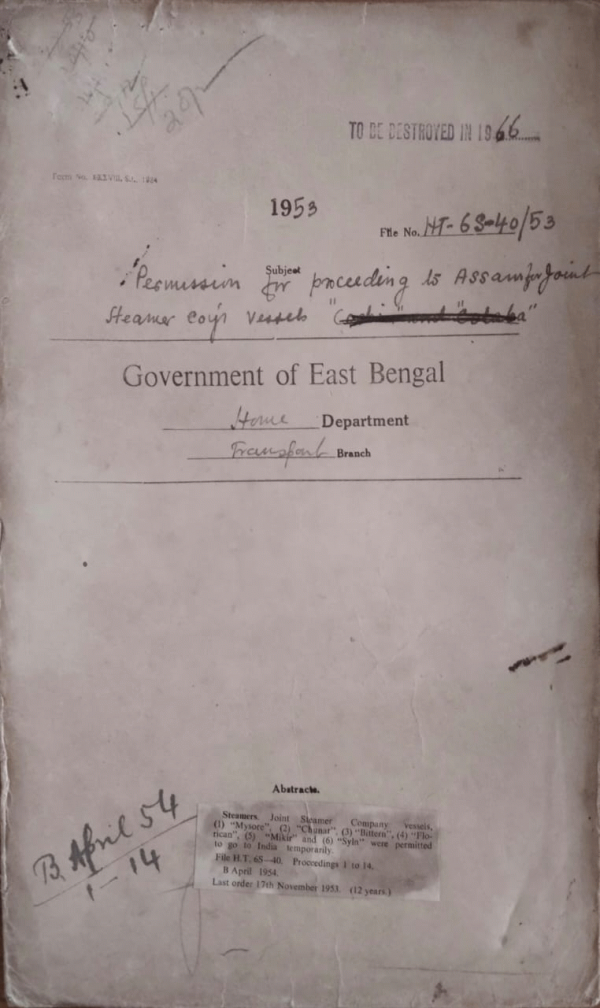 TO BE DESTROYED IN 1966
1953
File No. HT-6S-40/53
Subject
Permission for proceeding to Assam for Joint
Steamer Coy's Vessels
Government of East Bengal
Home Department
Transport Branch
Abstracts.
Steamers. Joint Steamer Company vessels,
(1) "Mysore", (2) "Chunar", (3) "Bittern", (4) "Flo-
rican", (5) "Mikir" and (6) "Syin" were permitted
to go to India temporarily.
File H.T. 6S—40. Proceedings 1 to 14.
B April 1954.
Last order 17th November 1953. (12 years.)
B. April 54
1-14